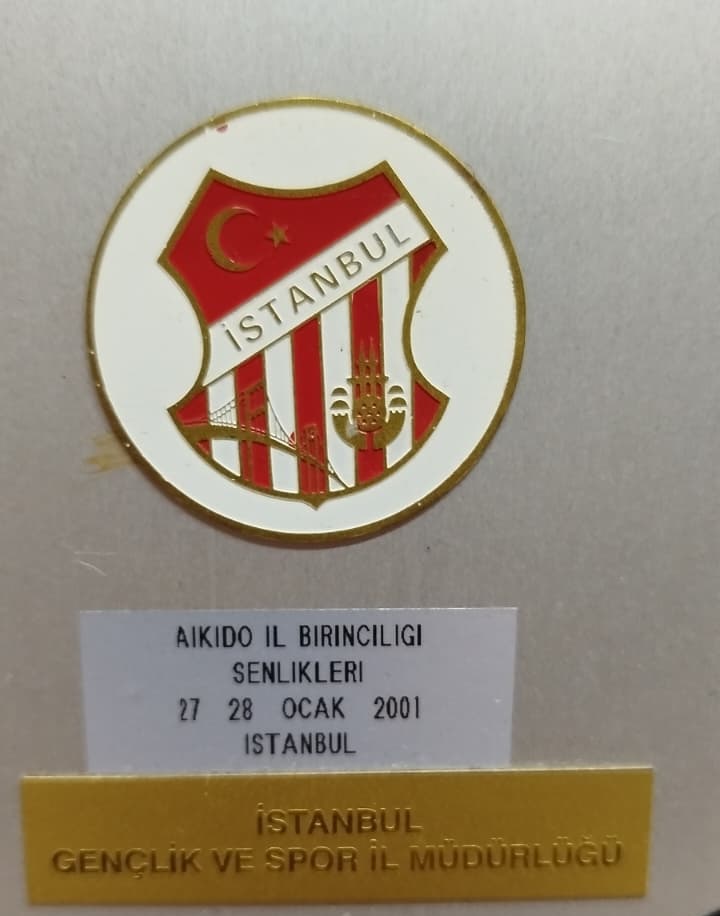 İSTANBUL
AIKIDO IL BIRINCILIGI
SENLIKLERI
27 28 OCAK 2001
ISTANBUL
İSTANBUL
GENÇLİK VE SPOR İL MÜDÜRLÜĞÜ